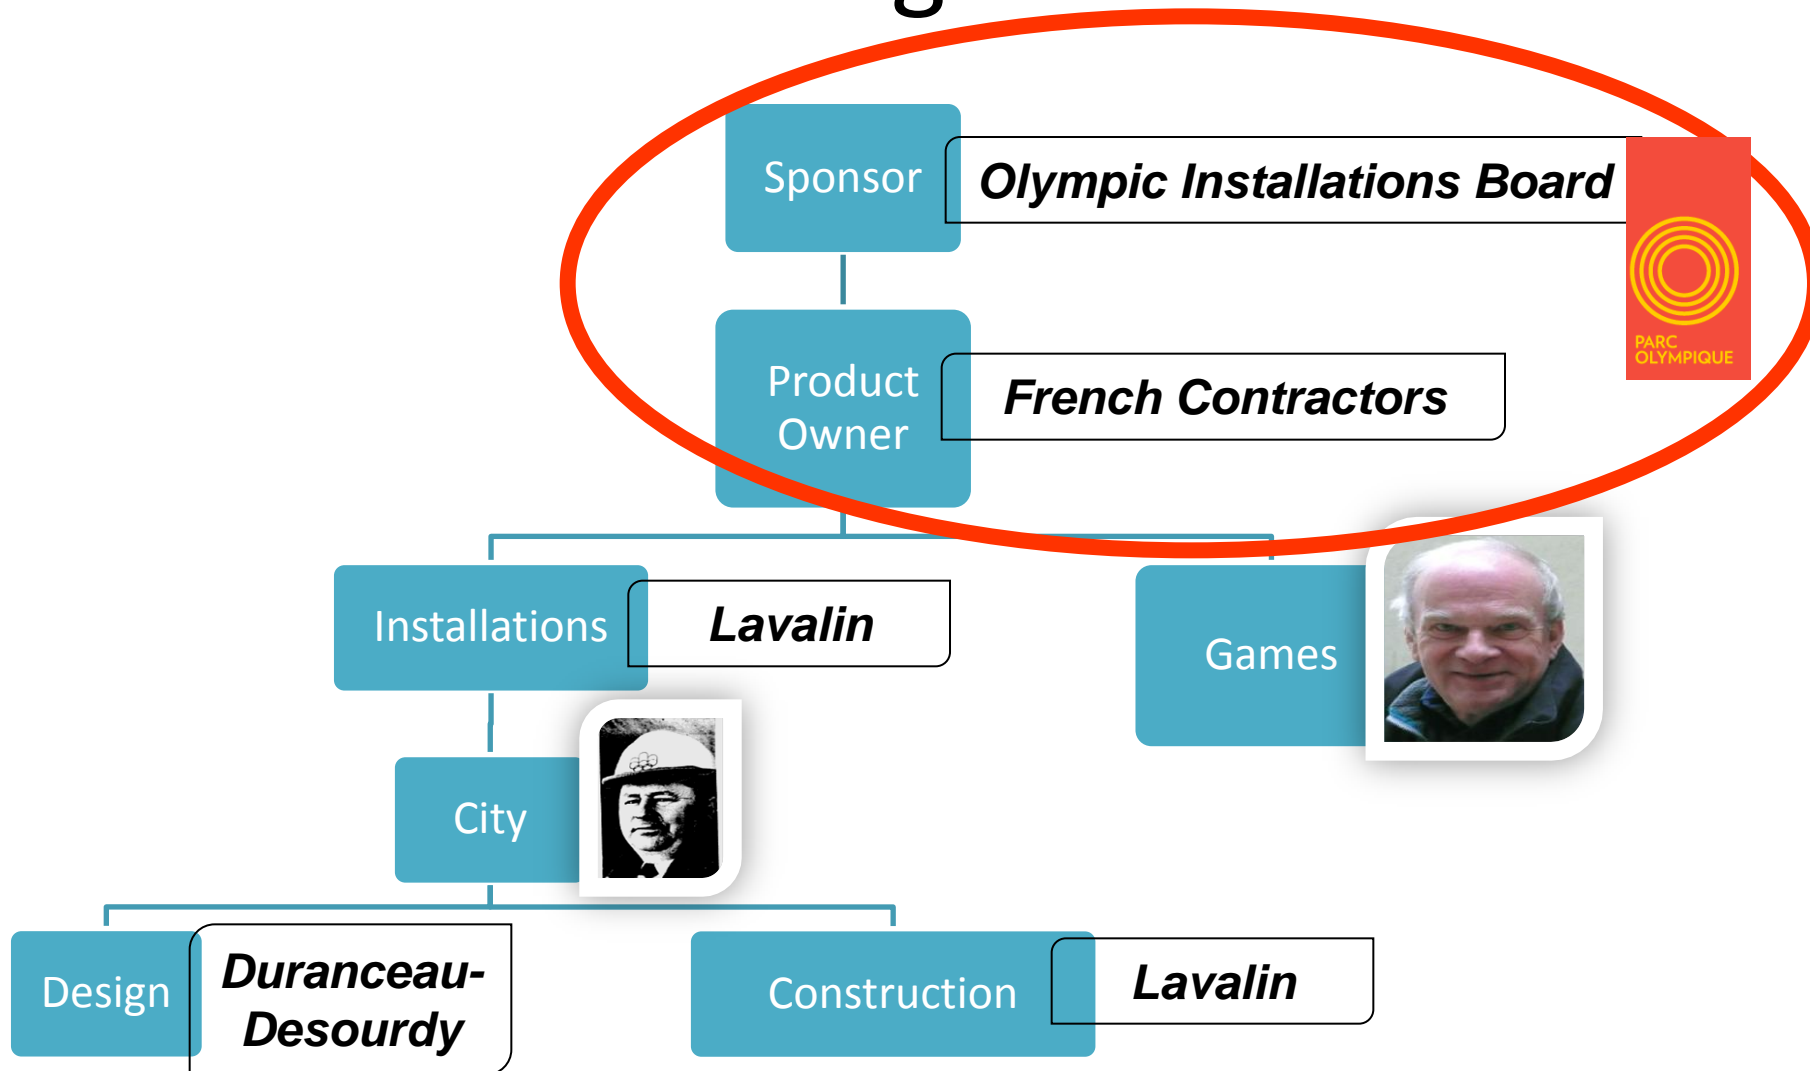 g
Sponsor
Olympic Installations Board
PARC
OLYMPIQUE
Product
Owner
French Contractors
Installations
Lavalin
Games
City
Design
Duranceau-
Desourdy
Construction
Lavalin